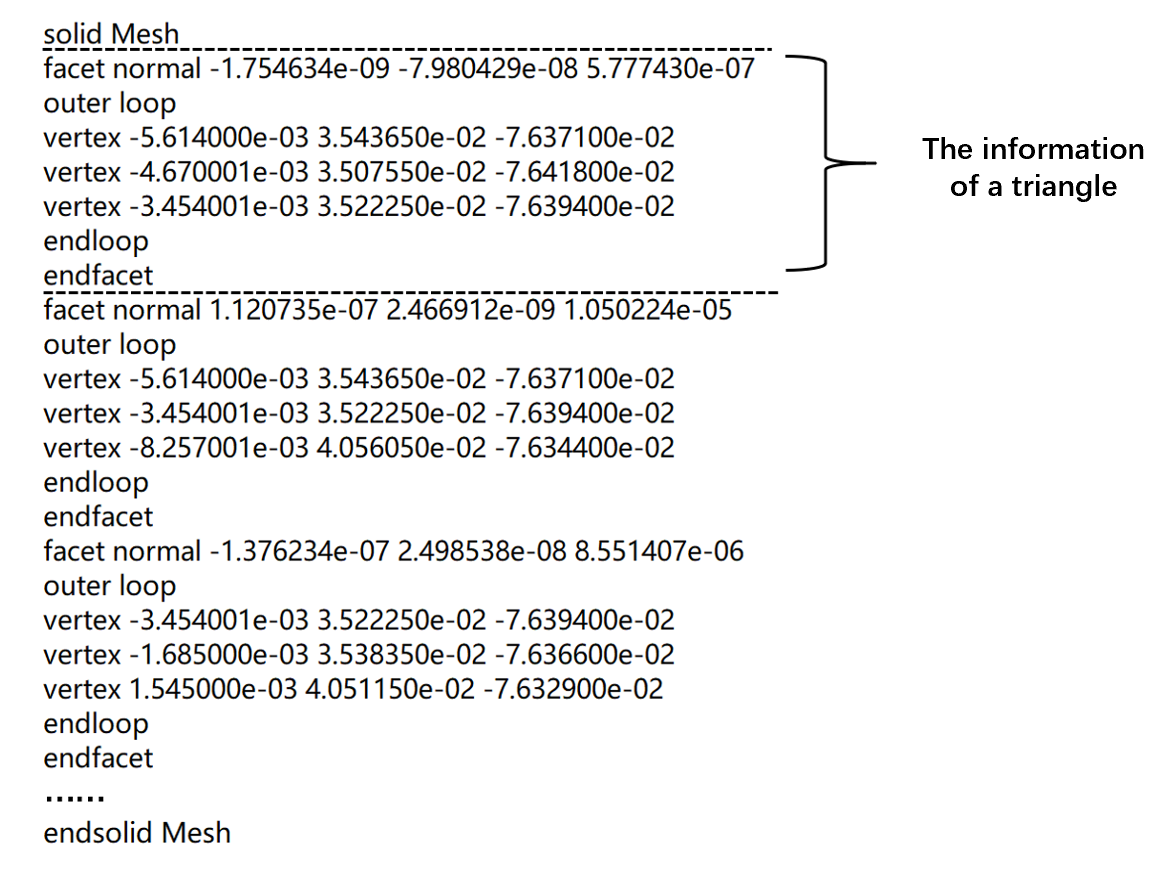 solid Mesh
facet normal -1.754634e-09 -7.980429e-08 5.777430e-07
outer loop
vertex -5.614000e-03 3.543650e-02 -7.637100e-02
vertex -4.670001e-03 3.507550e-02 -7.641800e-02
vertex -3.454001e-03 3.522250e-02 -7.639400e-02
endloop
endfacet
The information
of a triangle
facet normal 1.120735e-07 2.466912e-09 1.050224e-05
outer loop
vertex -5.614000e-03 3.543650e-02 -7.637100e-02
vertex -3.454001e-03 3.522250e-02 -7.639400e-02
vertex -8.257001e-03 4.056050e-02 -7.634400e-02
endloop
endfacet
facet normal -1.376234e-07 2.498538e-08 8.551407e-06
outer loop
vertex -3.454001e-03 3.522250e-02 -7.639400e-02
vertex -1.685000e-03 3.538350e-02 -7.636600e-02
vertex 1.545000e-03 4.051150e-02 -7.632900e-02
endloop
endfacet
……
endsolid Mesh